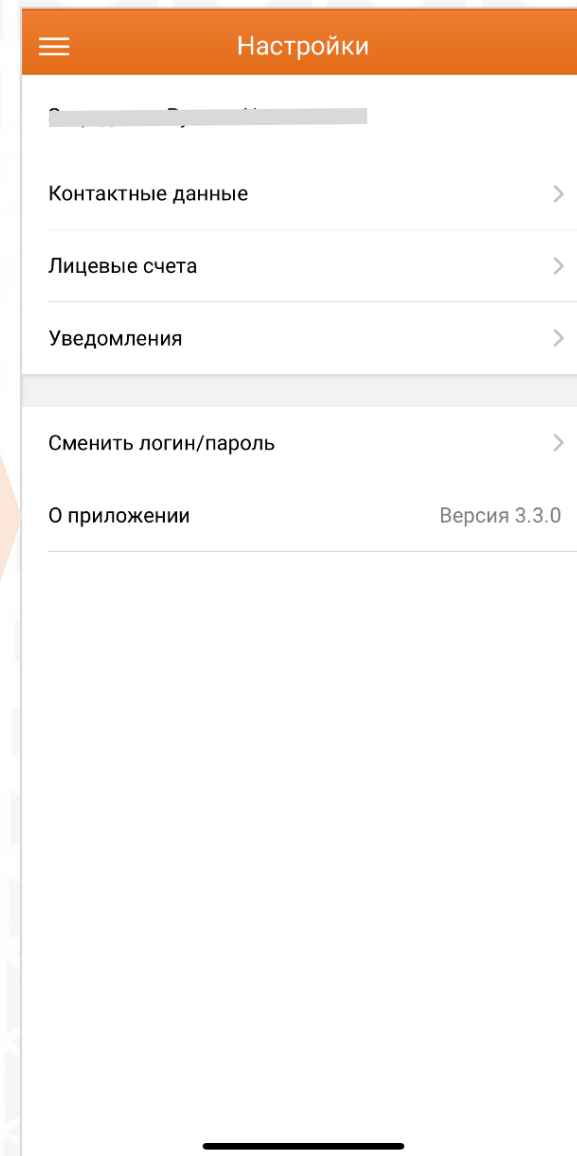 Настройки
Контактные данные
Лицевые счета
Уведомления
Сменить логин/пароль
О приложении Версия 3.3.0